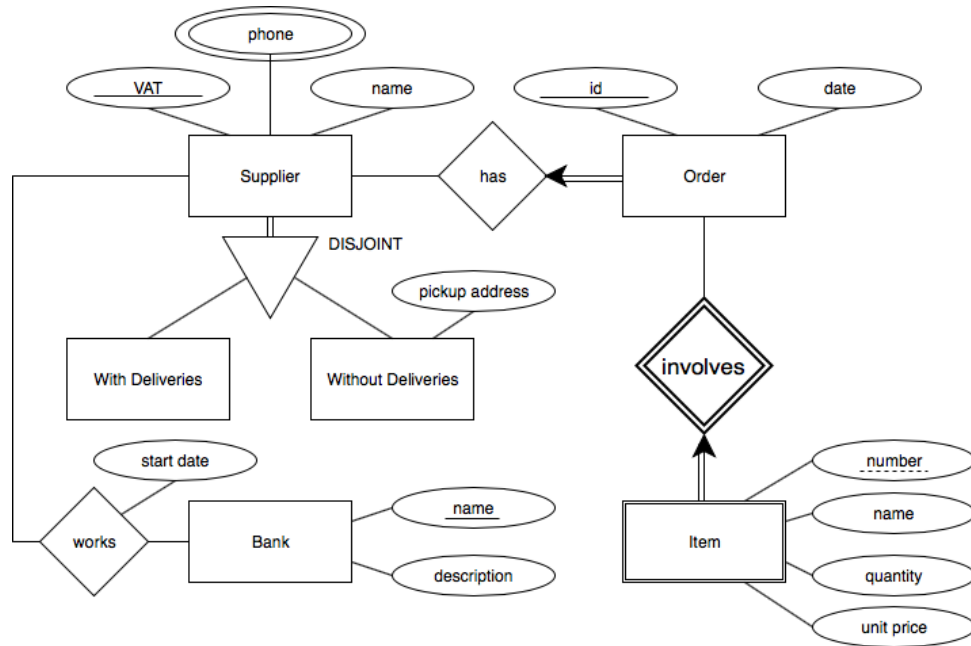 phone
VAT
name
id
date
Supplier
has
Order
DISJOINT
pickup address
With Deliveries
Without Deliveries
involves
start date
number
name
name
works
Bank
Item
description
quantity
unit price